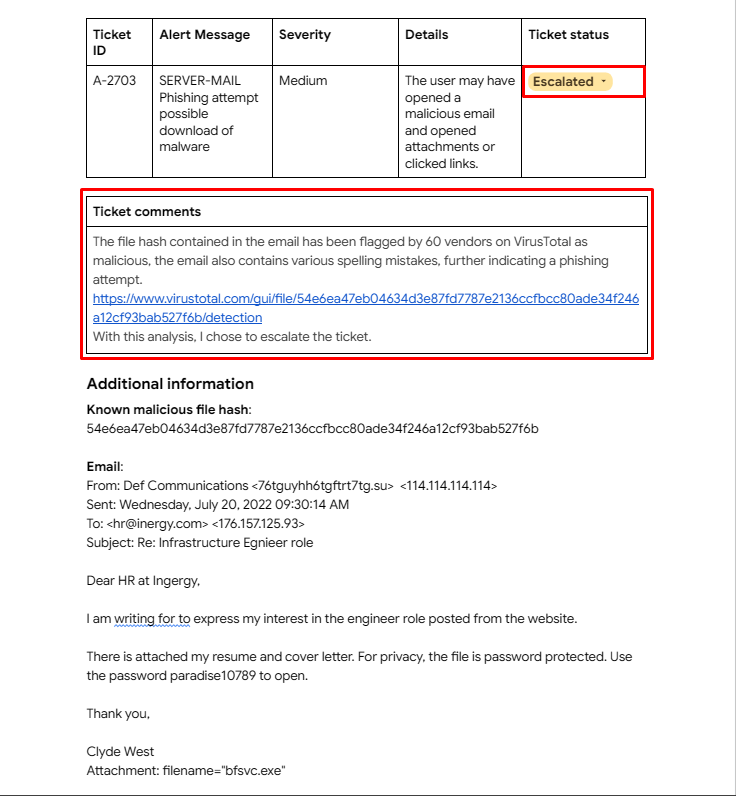 Ticket ID
Alert Message
Severity
Details
Ticket status
A-2703
SERVER-MAIL
Phishing attempt
possible
download of
malware
Medium
The user may have
opened a
malicious email
and opened
attachments or
clicked links.
Escalated
Ticket comments
The file hash contained in the email has been flagged by 60 vendors on VirusTotal as
malicious, the email also contains various spelling mistakes, further indicating a phishing
attempt.
https://www.virustotal.com/gui/file/54e6ea47eb04634d3e87fd7787e2136ccfbcc80ade34f246
a12cf93bab527f6b/detection
With this analysis, I chose to escalate the ticket.
Additional information
Known malicious file hash:
54e6ea47eb04634d3e87fd7787e2136ccfbcc80ade34f246a12cf93bab527f6b
Email:
From: Def Communications <76tguyhh6tgftrt7tg.su> <114.114.114.114>
Sent: Wednesday, July 20, 2022 09:30:14 AM
To: <hr@inergy.com> <176.157.125.93>
Subject: Re: Infrastructure Egnieer role
Dear HR at Ingergy,
I am writing for to express my interest in the engineer role posted from the website.
There is attached my resume and cover letter. For privacy, the file is password protected. Use
the password paradise10789 to open.
Thank you,
Clyde West
Attachment: filename="bfsvc.exe"